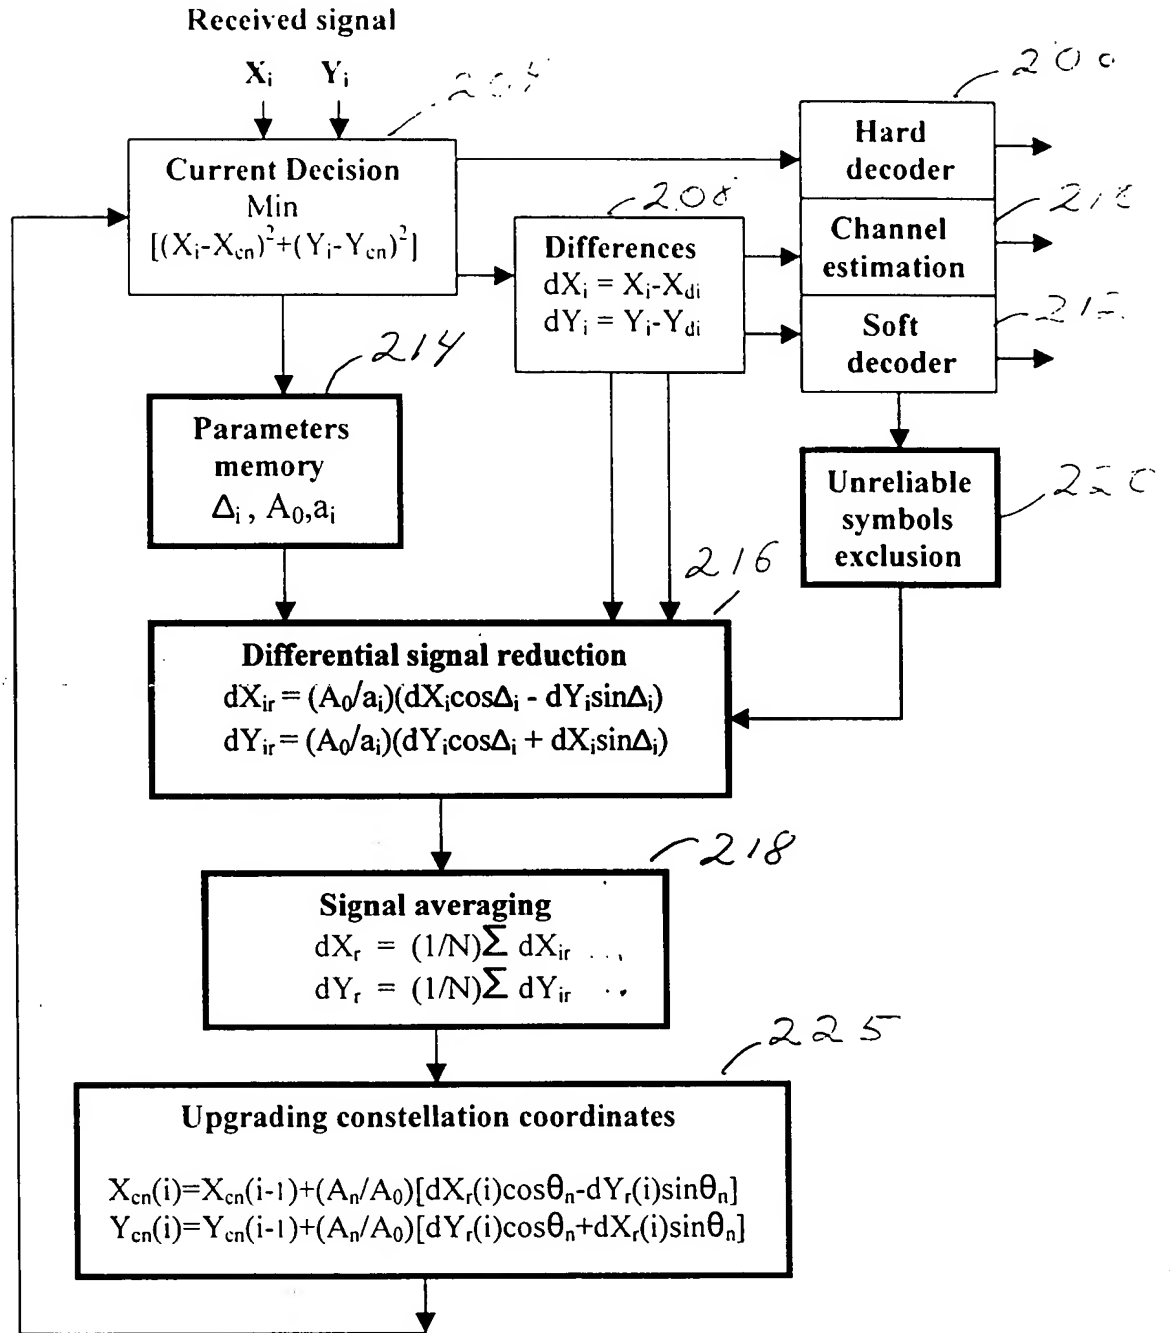 Received signal
Xi Yi
Current Decision
Min
[(Xi-Xcn)²+(Yi-Ycn)²]
Hard
decoder
208
Differences
dXi = Xi-Xdi
dYi = Yi-Ydi
Channel
estimation
Soft
decoder
214
Parameters
memory
Δi , A0,ai
Unreliable
symbols
exclusion
220
216
Differential signal reduction
dXir = (A0/ai)(dXicosΔi - dYisinΔi)
dYir = (A0/ai)(dYicosΔi + dXisinΔi)
218
Signal averaging
dXr = (1/N)Σ dXir
dYr = (1/N)Σ dYir
225
Upgrading constellation coordinates
Xcn(i)=Xcn(i-1)+(An/A0)[dXr(i)cosθn-dYr(i)sinθn]
Ycn(i)=Ycn(i-1)+(An/A0)[dYr(i)cosθn+dXr(i)sinθn]